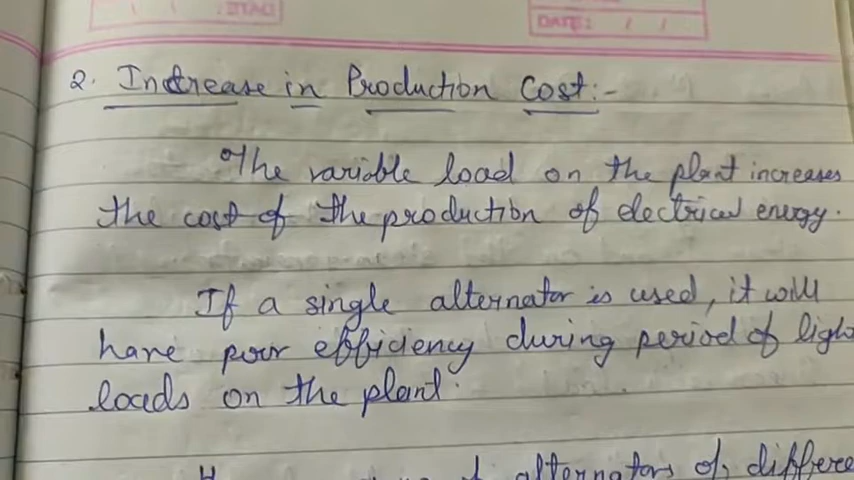 DATE: / /
2. Increase in Production Cost:-
The variable load on the plant increases
the cost of the production of electrical energy.
If a single alternator is used, it will
have poor efficiency during period of light
loads on the plant.
of alternators of differe